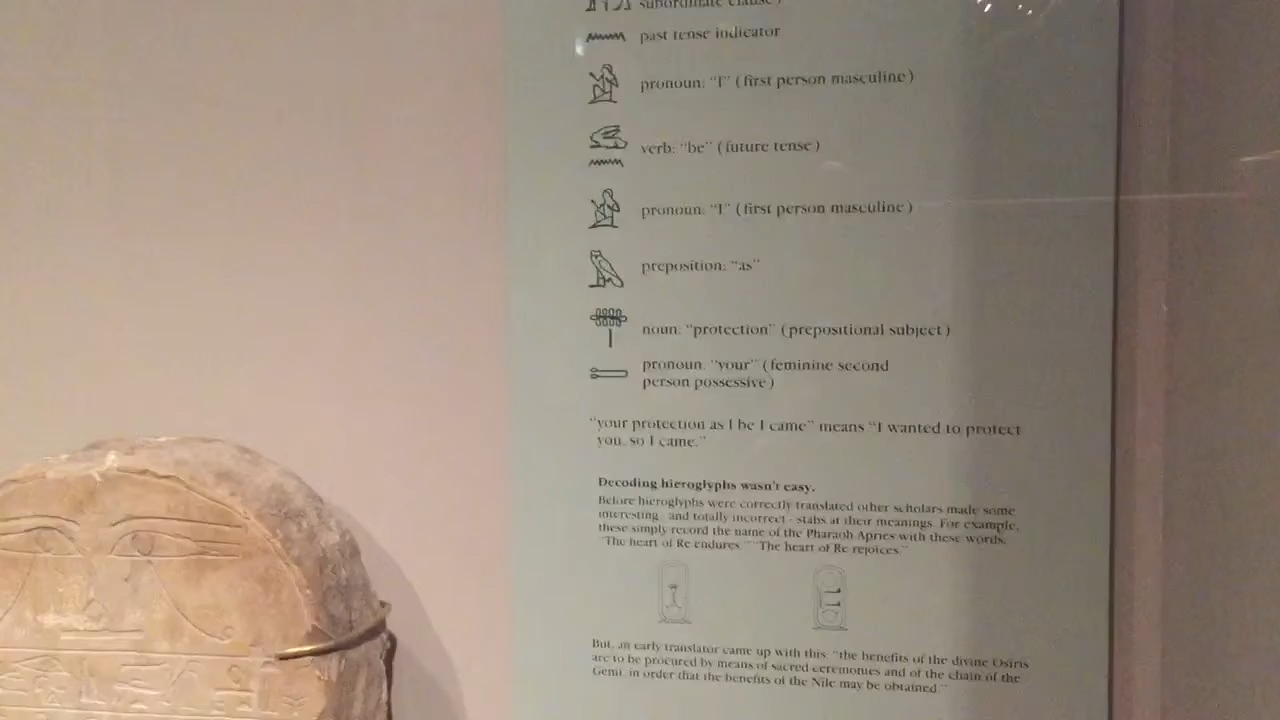 subordinate clause)
past tense indicator
pronoun: "I" (first person masculine)
verb: "be" (future tense)
pronoun: "I" (first person masculine)
preposition: "as"
noun: "protection" (prepositional subject)
pronoun: "your" (feminine second
person possessive)
"your protection as I be I came" means "I wanted to protect
you, so I came."
Decoding hieroglyphs wasn't easy.
Before hieroglyphs were correctly translated other scholars made some
interesting - and totally incorrect - stabs at their meanings. For example,
these simply record the name of the Pharaoh Apries with these words,
"The heart of Re endures." "The heart of Re rejoices."
But, an early translator came up with this: "the benefits of the divine Osiris
are to be procured by means of sacred ceremonies and of the chain of the
Genii, in order that the benefits of the Nile may be obtained."